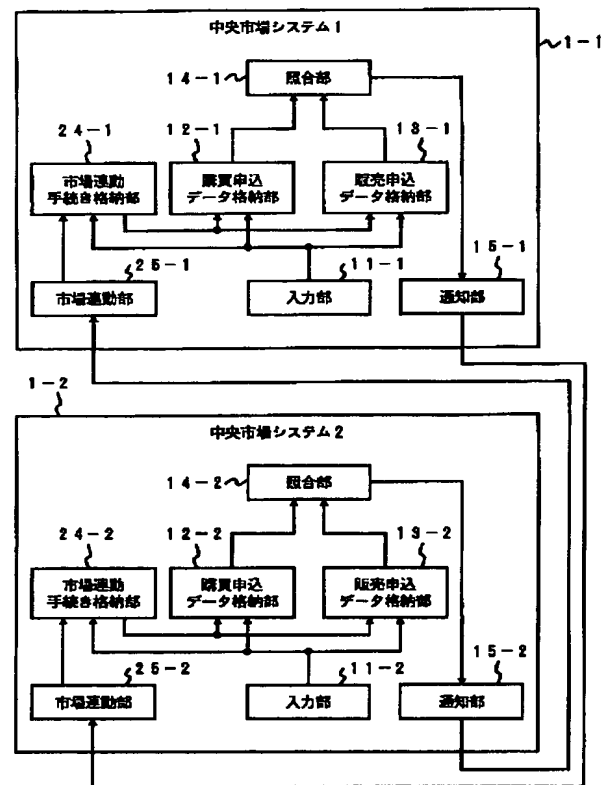 中央市場システム1
1-1
14-1
照合部
24-1
12-1
13-1
市場連動
手続き格納部
購買申込
データ格納部
販売申込
データ格納部
25-1
11-1
15-1
市場連動部
入力部
通知部
1-2
中央市場システム2
14-2
照合部
24-2
12-2
13-2
市場連動
手続き格納部
購買申込
データ格納部
販売申込
データ格納部
25-2
11-2
15-2
市場連動部
入力部
通知部